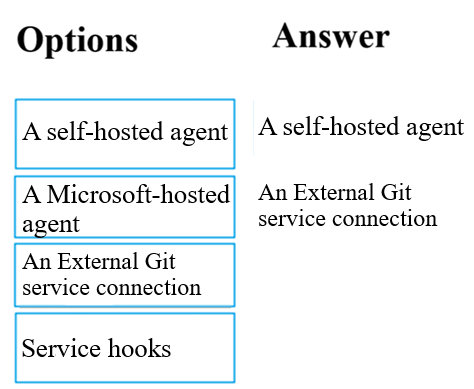 Options
Answer
A self-hosted agent
A self-hosted agent
A Microsoft-hosted
agent
An External Git
service connection
An External Git
service connection
Service hooks